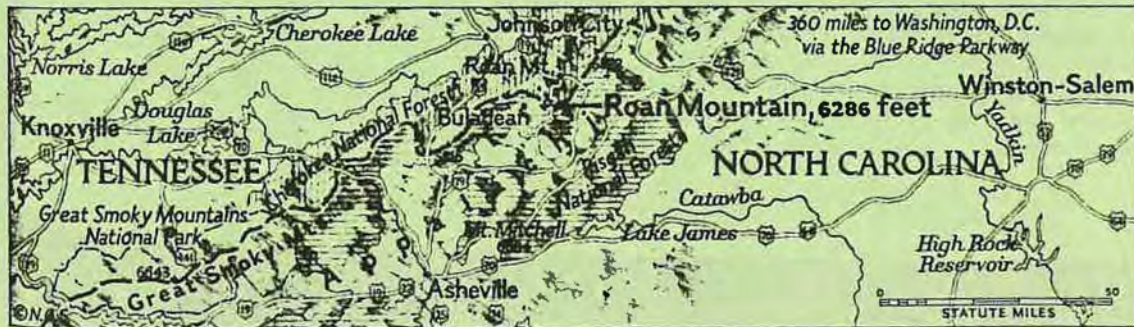 Johnson City
360 miles to Washington, D.C.
via the Blue Ridge Parkway
Cherokee Lake
Norris Lake
Roan Mt.
Winston-Salem
Douglas
Lake
Cherokee National Forest
Buladean
Roan Mountain, 6286 feet
Yadkin
Knoxville
TENNESSEE
Pisgah
National Forest
NORTH CAROLINA
Great Smoky Mountains
National Park
Catawba
Mt. Mitchell
6684
Lake James
High Rock
Reservoir
6643
Great Smoky Mts.
Asheville
©N.G.S.
0 50
STATUTE MILES